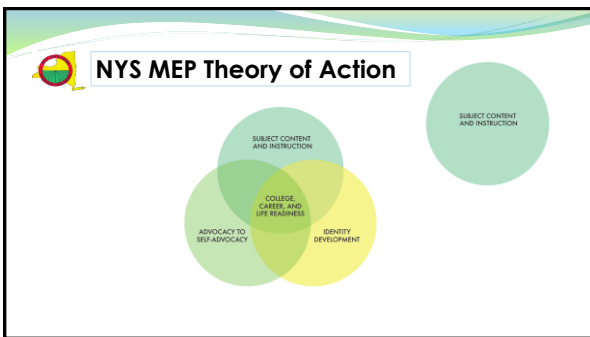 NYS MEP Theory of Action
SUBJECT CONTENT
AND INSTRUCTION
COLLEGE,
CAREER, AND
LIFE READINESS
ADVOCACY TO
SELF-ADVOCACY
IDENTITY
DEVELOPMENT
SUBJECT CONTENT
AND INSTRUCTION